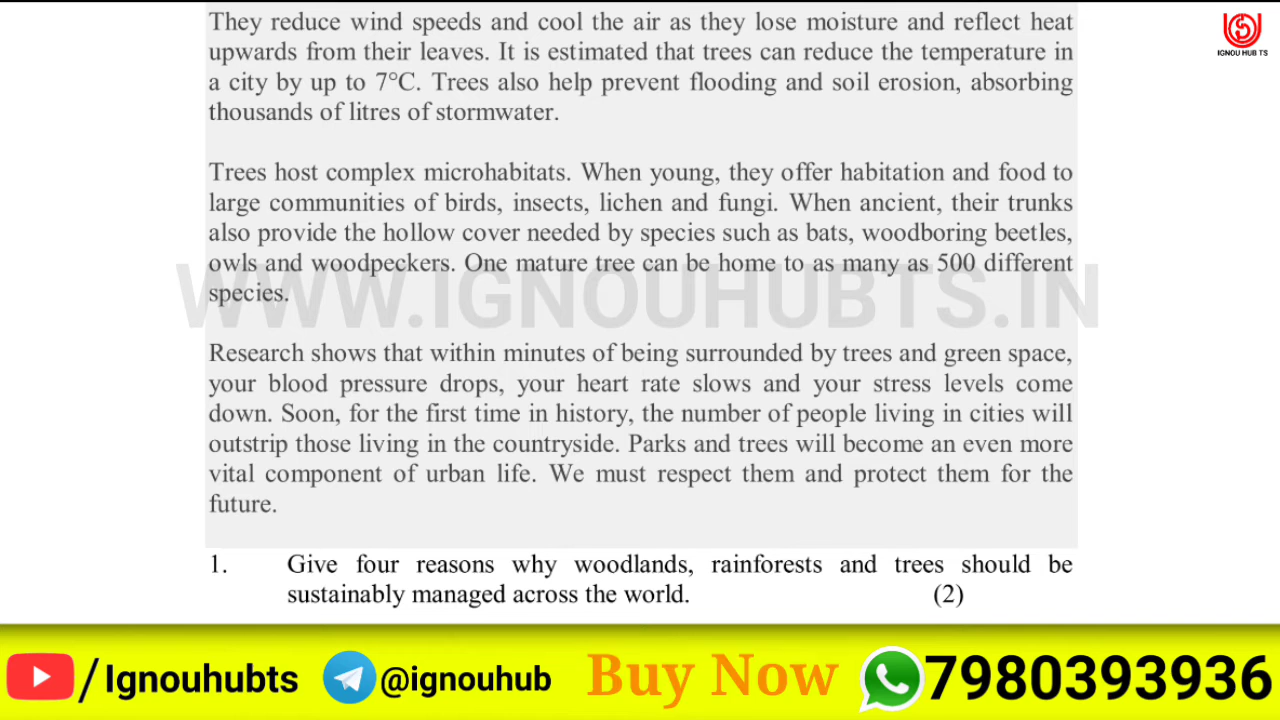 They reduce wind speeds and cool the air as they lose moisture and reflect heat
upwards from their leaves. It is estimated that trees can reduce the temperature in
a city by up to 7°C. Trees also help prevent flooding and soil erosion, absorbing
thousands of litres of stormwater.
Trees host complex microhabitats. When young, they offer habitation and food to
large communities of birds, insects, lichen and fungi. When ancient, their trunks
also provide the hollow cover needed by species such as bats, woodboring beetles,
owls and woodpeckers. One mature tree can be home to as many as 500 different
species.
WWW.IGNOUHUBTS.IN
Research shows that within minutes of being surrounded by trees and green space,
your blood pressure drops, your heart rate slows and your stress levels come
down. Soon, for the first time in history, the number of people living in cities will
outstrip those living in the countryside. Parks and trees will become an even more
vital component of urban life. We must respect them and protect them for the
future.
1. Give four reasons why woodlands, rainforests and trees should be
sustainably managed across the world. (2)
IGNOU HUB TS
/Ignouhubts @ignouhub Buy Now 7980393936